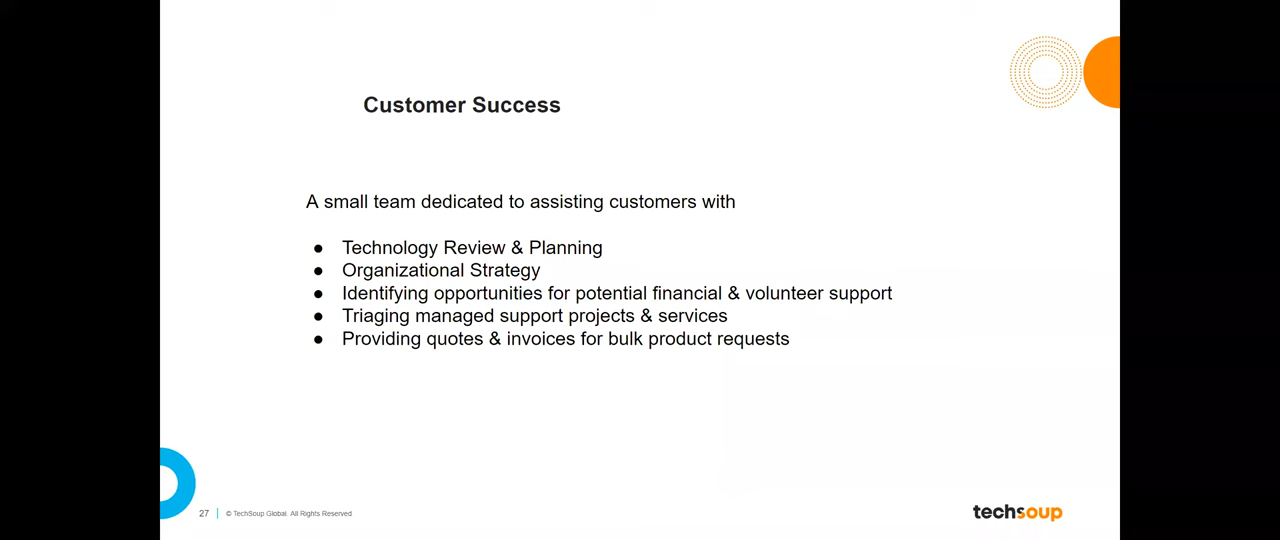 Customer Success
A small team dedicated to assisting customers with
● Technology Review & Planning
● Organizational Strategy
● Identifying opportunities for potential financial & volunteer support
● Triaging managed support projects & services
● Providing quotes & invoices for bulk product requests
27 | © TechSoup Global. All Rights Reserved
techsoup